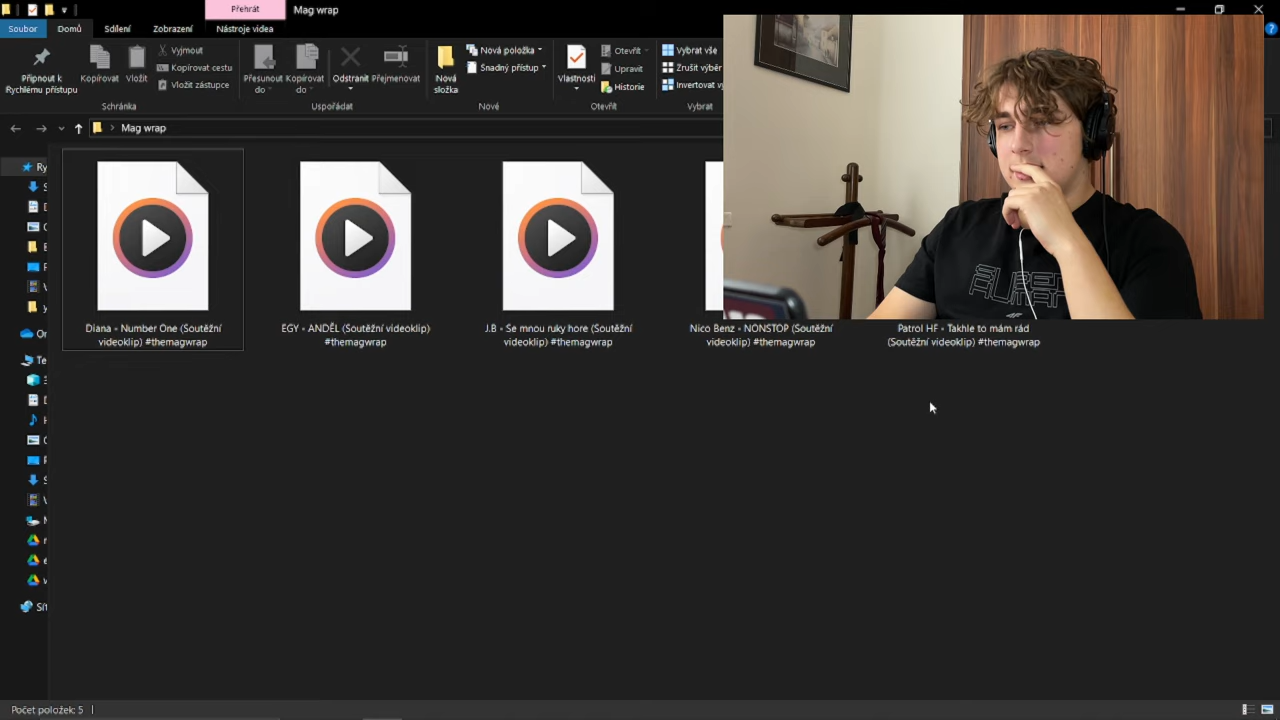 Přehrát
Mag wrap
Soubor
Domů
Sdílení
Zobrazení
Nástroje videa
Připnout k
Rychlému přístupu
Kopírovat
Vložit
Vyjmout
Kopírovat cestu
Vložit zástupce
Schránka
Přesunout
do
Kopírovat
do
Odstranit
Přejmenovat
Uspořádat
Nová
složka
Nová položka
Snadný přístup
Nové
Vlastnosti
Otevřít
Upravit
Historie
Otevřít
Vybrat vše
Zrušit výběr
Invertovat
Vybrat
Mag wrap
Diana - Number One (Soutěžní
videoklip) #themagwrap
EGY - ANDĚL (Soutěžní videoklip)
#themagwrap
J.B - Se mnou ruky hore (Soutěžní
videoklip) #themagwrap
Nico Benz - NONSTOP (Soutěžní
videoklip) #themagwrap
Patrol HF - Takhle to mám rád
(Soutěžní videoklip) #themagwrap
Počet položek: 5